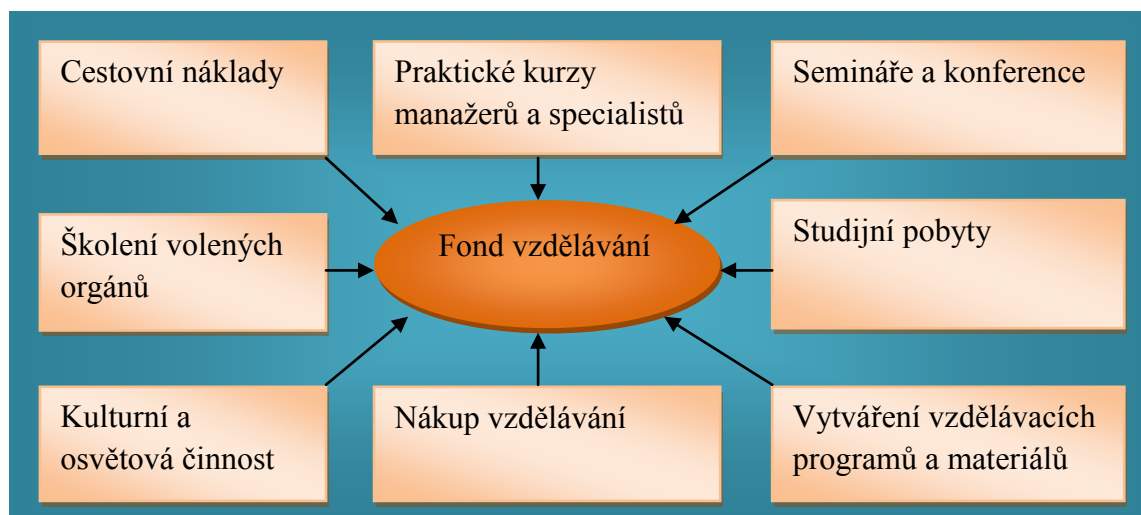 Cestovní náklady
Praktické kurzy
manažerů a specialistů
Semináře a konference
Školení volených
orgánů
Fond vzdělávání
Studijní pobyty
Kulturní a
osvětová činnost
Nákup vzdělávání
Vytváření vzdělávacích
programů a materiálů